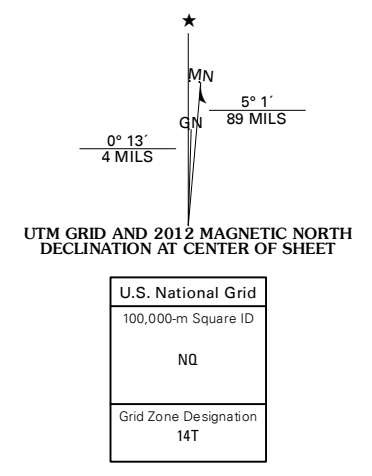 ★
MN
GN
5° 1´
89 MILS
0° 13´
4 MILS
UTM GRID AND 2012 MAGNETIC NORTH
DECLINATION AT CENTER OF SHEET
U.S. National Grid
100,000-m Square ID
NQ
Grid Zone Designation
14T